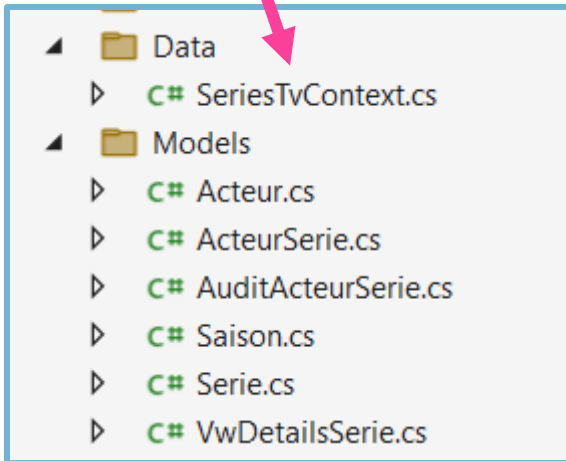 Data
C# SeriesTvContext.cs
Models
C# Acteur.cs
C# ActeurSerie.cs
C# AuditActeurSerie.cs
C# Saison.cs
C# Serie.cs
C# VwDetailsSerie.cs